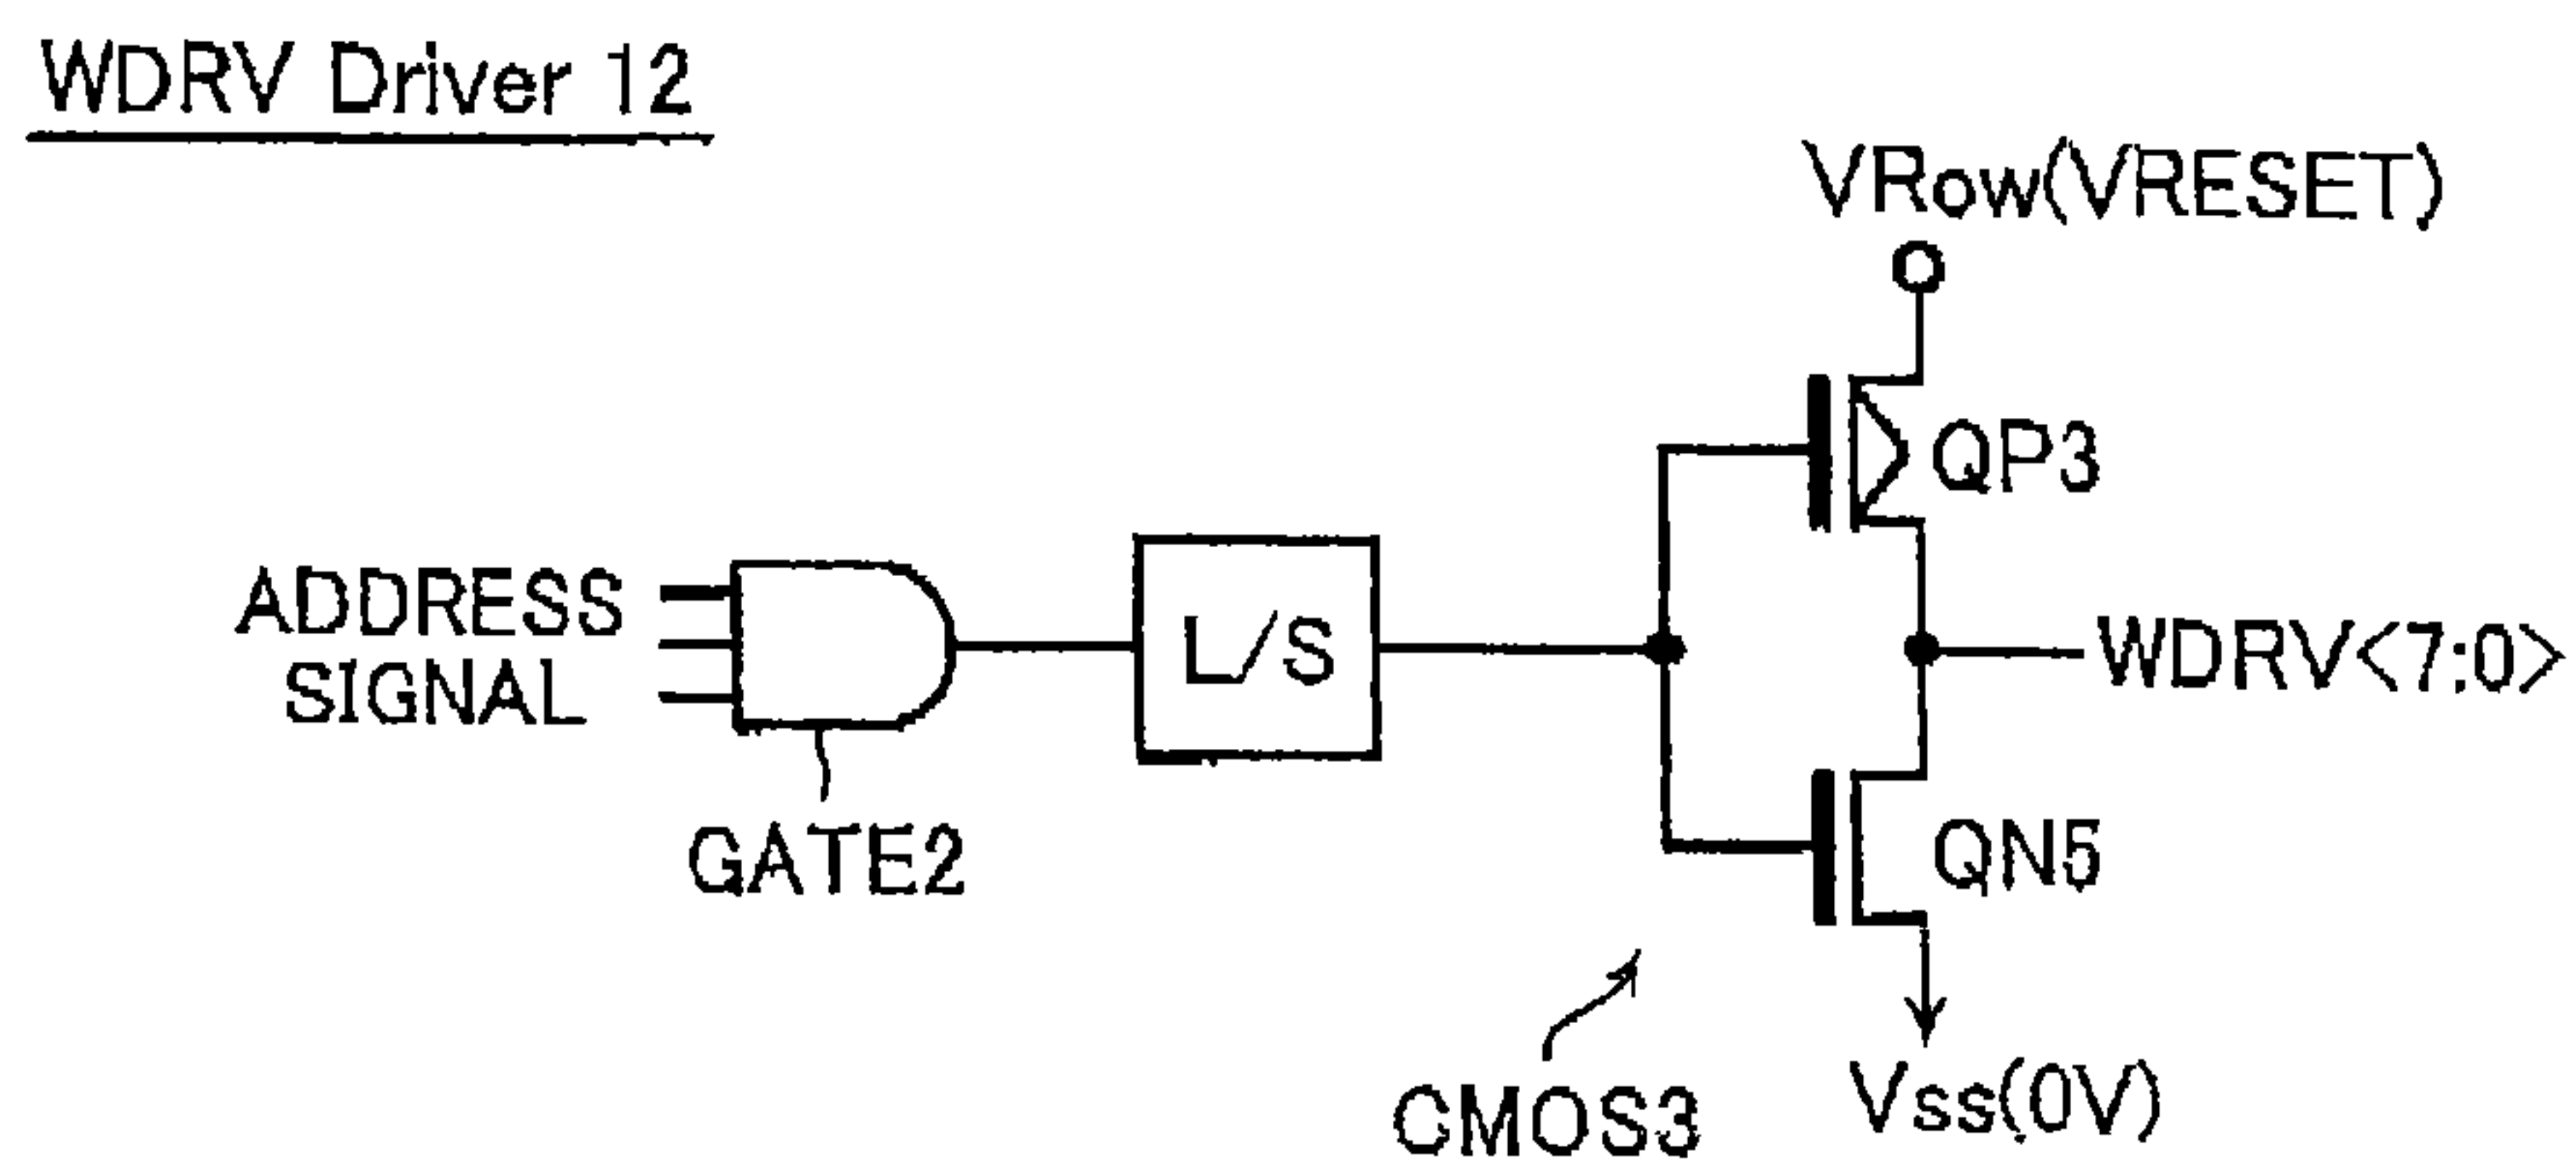 WDRV Driver 12
VRow(VRESET)
QP3
ADDRESS
SIGNAL
L/S
WDRV<7:0>
GATE2
QN5
CMOS3
Vss(0V)